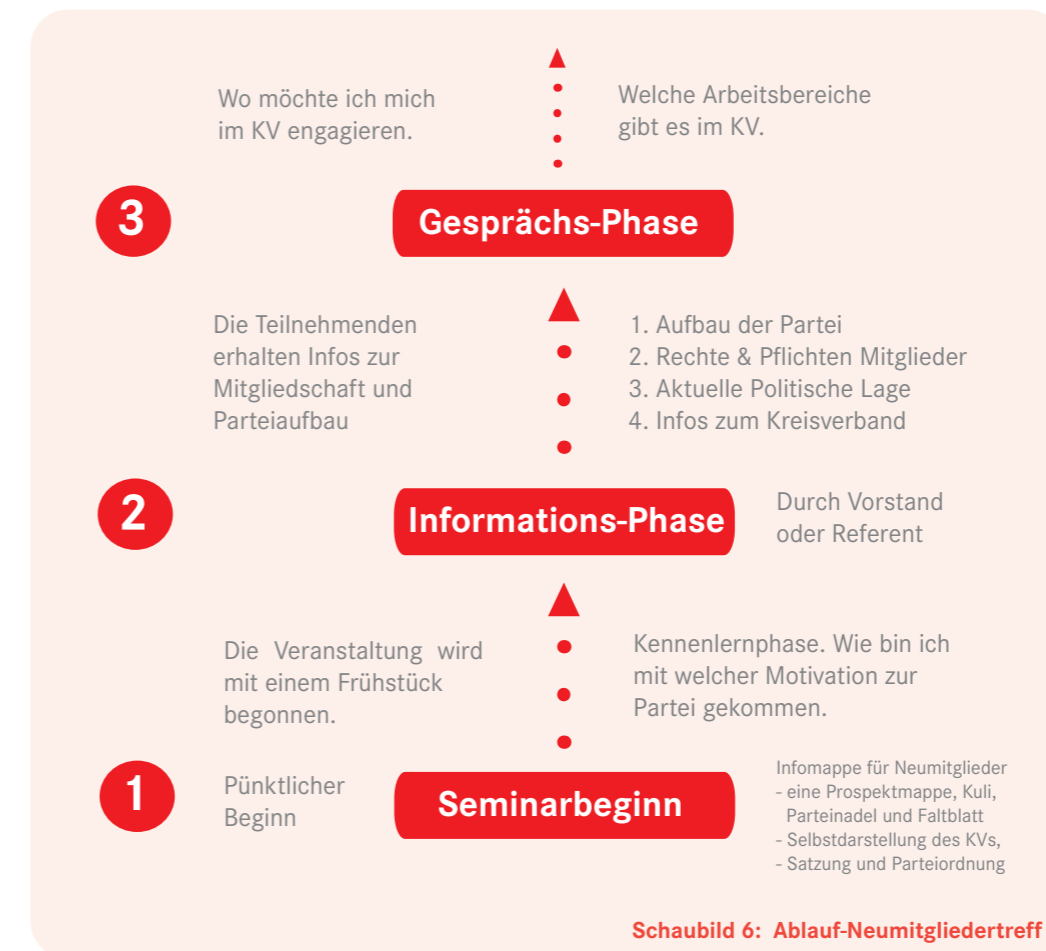 Wo möchte ich mich
im KV engagieren.
Welche Arbeitsbereiche
gibt es im KV.
3
Gesprächs-Phase
Die Teilnehmenden
erhalten Infos zur
Mitgliedschaft und
Parteiaufbau
1. Aufbau der Partei
2. Rechte & Pflichten Mitglieder
3. Aktuelle Politische Lage
4. Infos zum Kreisverband
2
Informations-Phase
Durch Vorstand
oder Referent
Die Veranstaltung wird
mit einem Frühstück
begonnen.
Kennenlernphase. Wie bin ich
mit welcher Motivation zur
Partei gekommen.
1
Pünktlicher
Beginn
Seminarbeginn
Infomappe für Neumitglieder
- eine Prospektmappe, Kuli,
Parteinadel und Faltblatt
- Selbstdarstellung des KVs,
- Satzung und Parteiordnung
Schaubild 6: Ablauf-Neumitgliedertreff